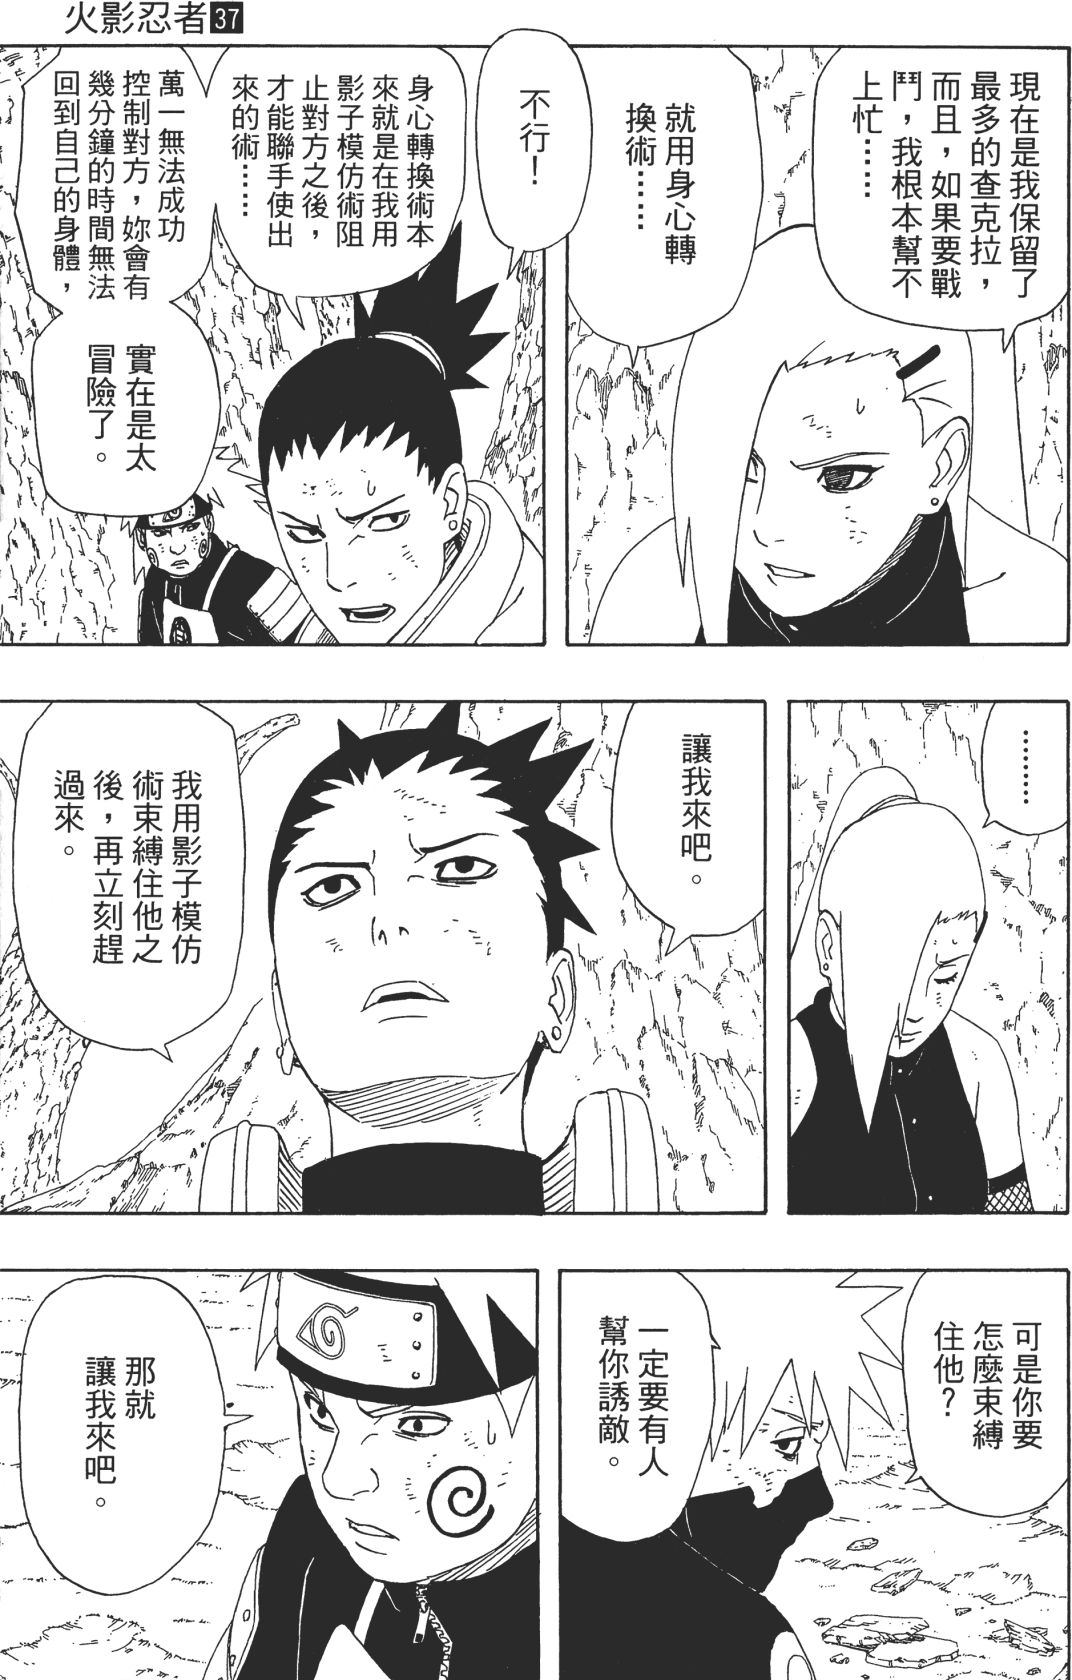 火影忍者37
現在是我保留了
最多的查克拉，
而且，如果要戰
鬥，我根本幫不
上忙……
就用身心轉
換術……
不行！
身心轉換術本
來就是在我用
影子模仿術阻
止對方之後，
才能聯手使出
來的術……
萬一無法成功
控制對方，妳會有
幾分鐘的時間無法
回到自己的身體，
實在是太
冒險了。
………
讓我來吧。
我用影子模仿
術束縛住他之
後，再立刻趕
過來。
可是你要
怎麼束縛
住他？
一定要有人
幫你誘敵。
那就
讓我來吧。